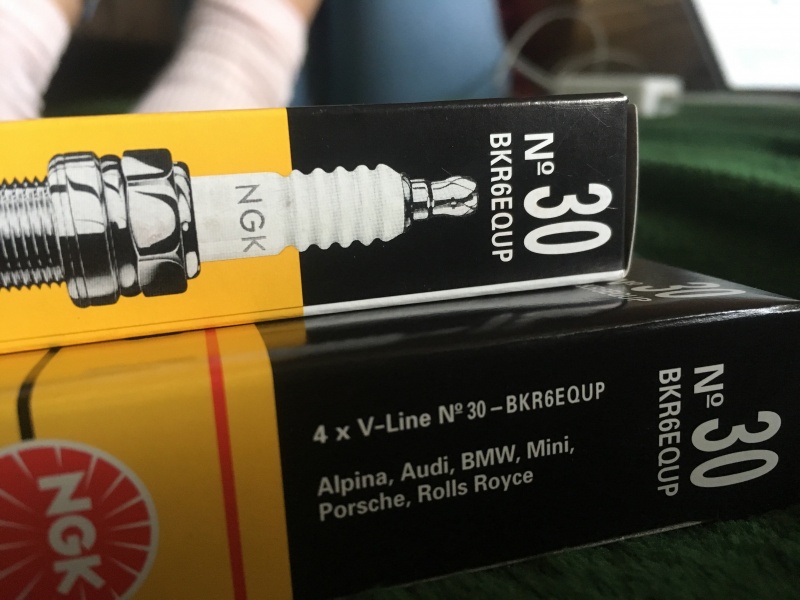 Nº 30
BKR6EQUP
NGK
Nº 30
BKR6EQUP
4 x V-Line Nº 30 – BKR6EQUP
Alpina, Audi, BMW, Mini,
Porsche, Rolls Royce
NGK
30